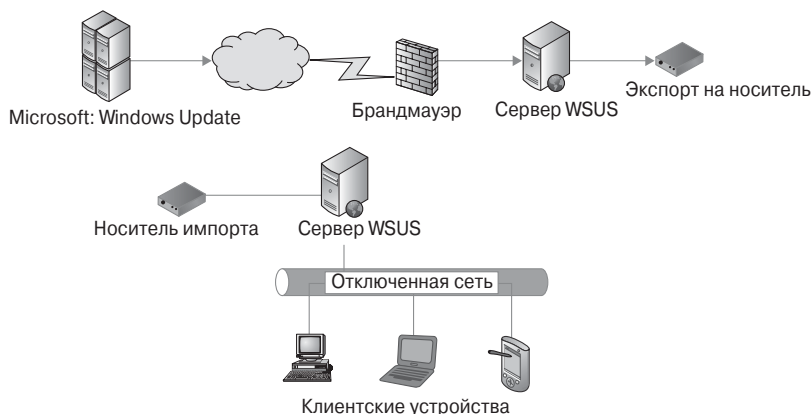 Microsoft: Windows Update
Брандмауэр
Сервер WSUS
Экспорт на носитель
Носитель импорта
Сервер WSUS
Отключенная сеть
Клиентские устройства